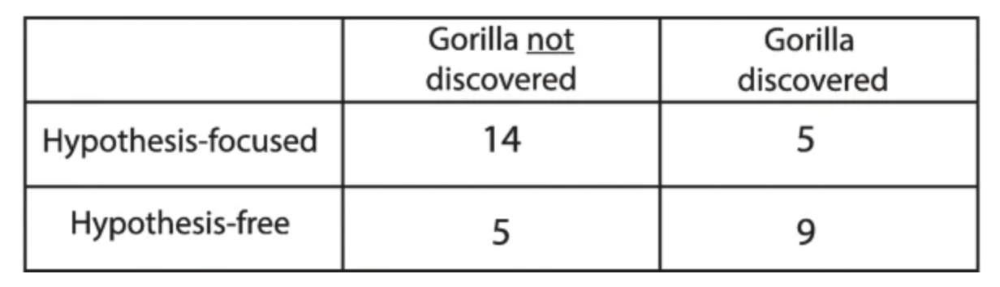 Gorilla not
discovered
Gorilla
discovered
Hypothesis-focused
14
5
Hypothesis-free
5
9